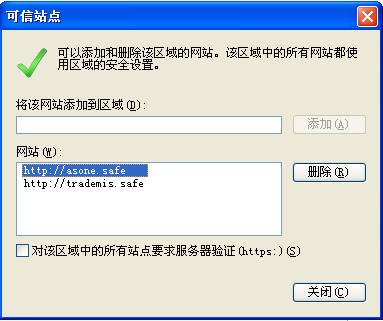 可信站点
可以添加和删除该区域的网站。该区域中的所有网站都使
用区域的安全设置。
将该网站添加到区域(D):
添加(A)
网站(W):
http://asone.safe
http://trademis.safe
删除(R)
对该区域中的所有站点要求服务器验证(https:)(S)
关闭(C)